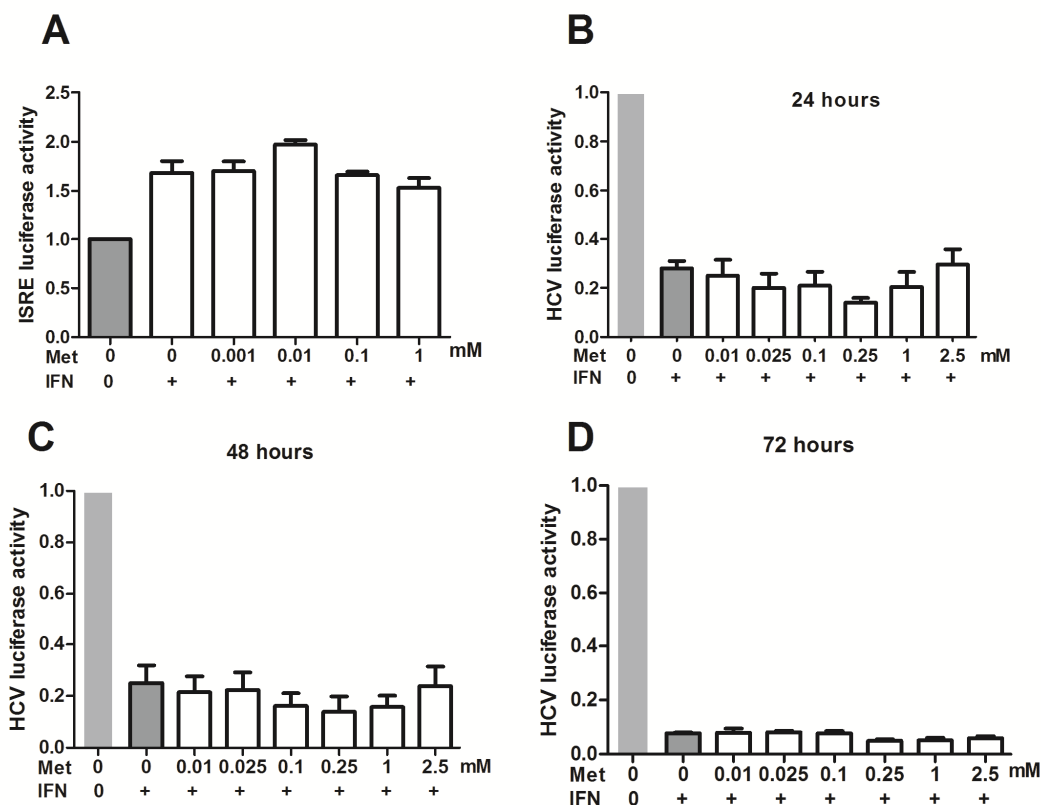 A
ISRE luciferase activity
2.5
2.0
1.5
1.0
0.5
0.0
Met 0 0 0.001 0.01 0.1 1 mM
IFN 0 + + + + +
B
24 hours
HCV luciferase activity
1.0
0.8
0.6
0.4
0.2
0.0
Met 0 0 0.01 0.025 0.1 0.25 1 2.5 mM
IFN 0 + + + + + + +
C
48 hours
HCV luciferase activity
1.0
0.8
0.6
0.4
0.2
0.0
Met 0 0 0.01 0.025 0.1 0.25 1 2.5 mM
IFN 0 + + + + + + +
D
72 hours
HCV luciferase activity
1.0
0.8
0.6
0.4
0.2
0.0
Met 0 0 0.01 0.025 0.1 0.25 1 2.5 mM
IFN 0 + + + + + + +